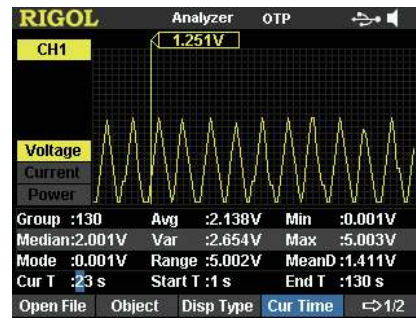 RIGOL Analyzer OTP
CH1
1.251V
Voltage
Current
Power
Group :130 Avg :2.138V Min :0.001V
Median:2.001V Var :2.654V Max :5.003V
Mode :0.001V Range :5.002V MeanD:1.411V
Cur T :23 s Start T :1 s End T :130 s
Open File Object Disp Type Cur Time ⇨1/2